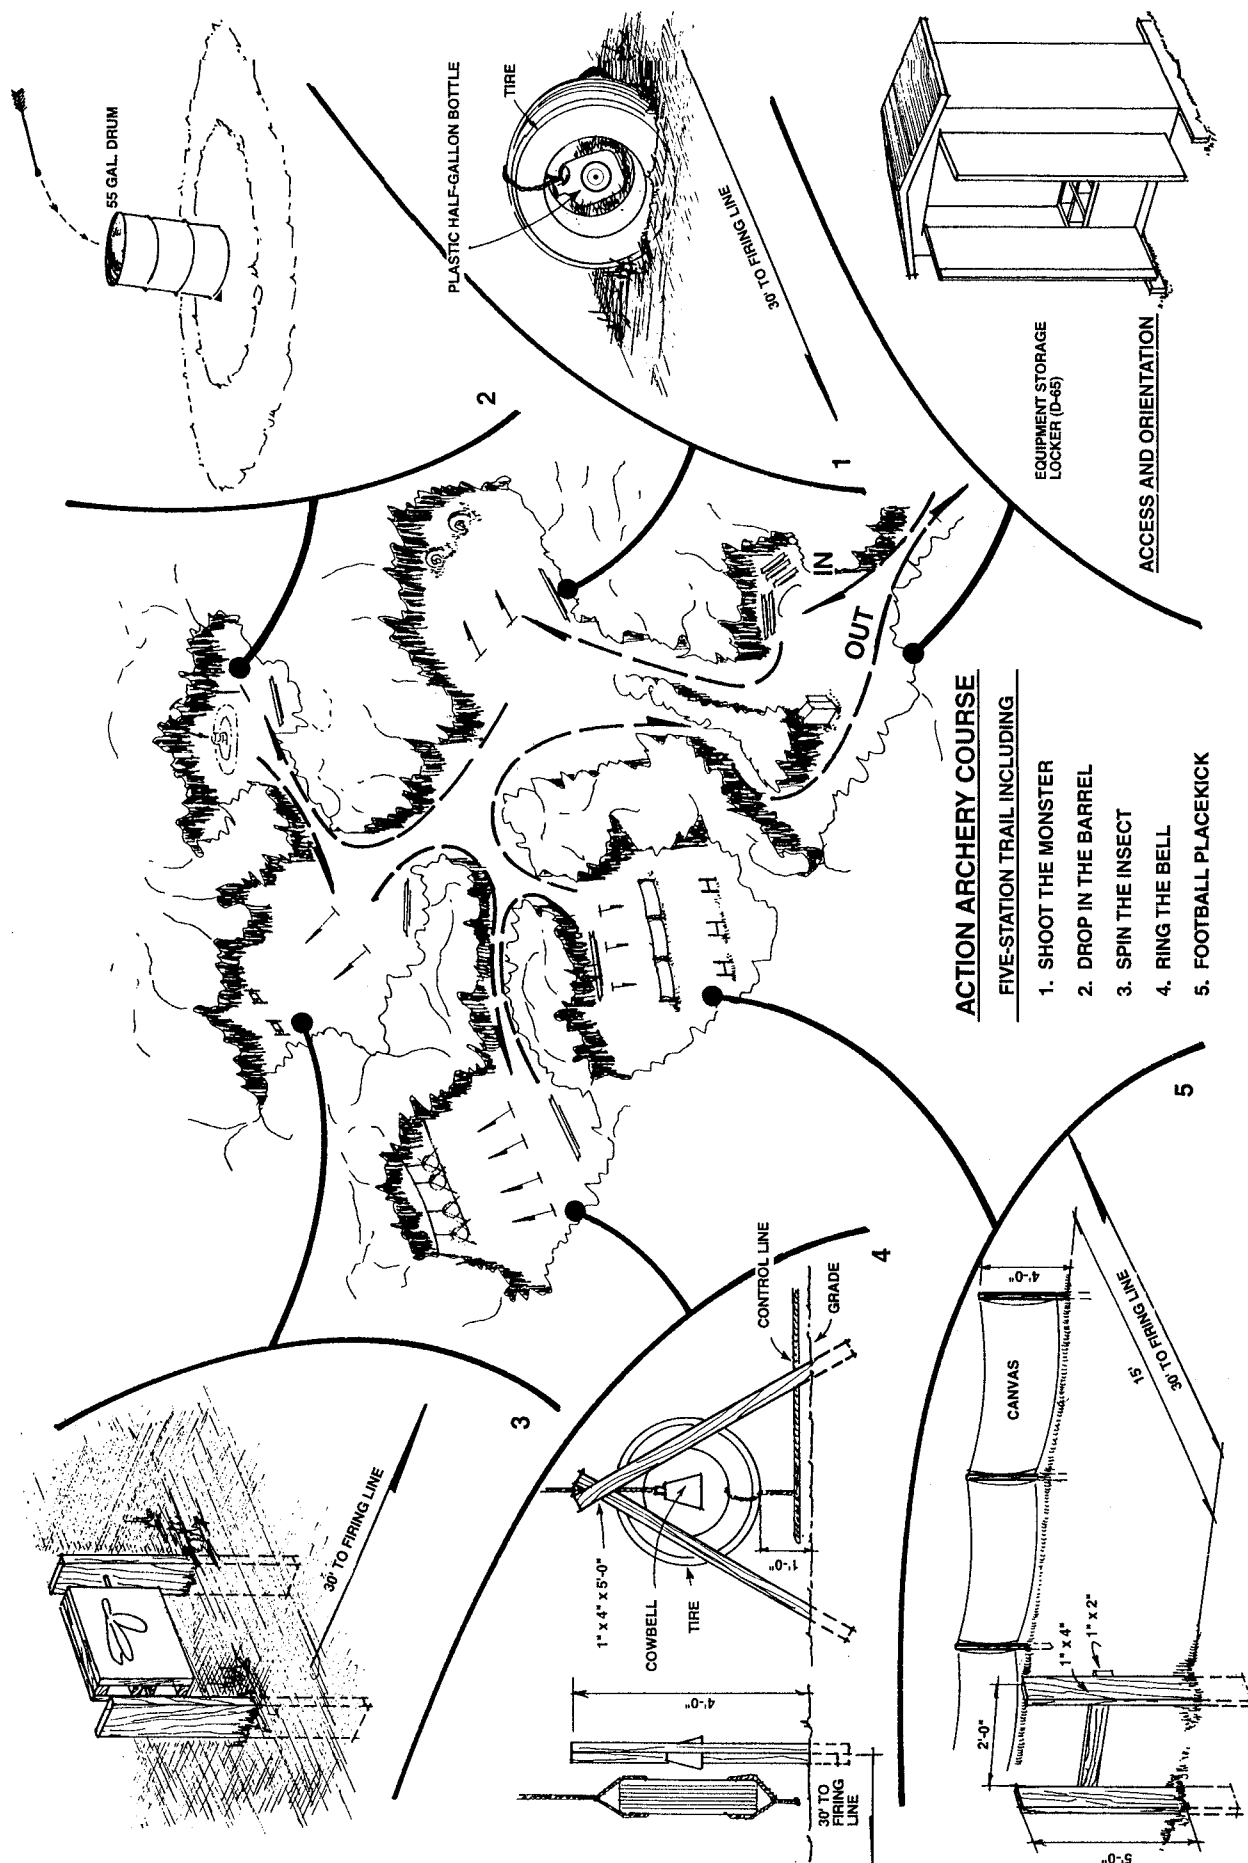 ACTION ARCHERY COURSE
FIVE-STATION TRAIL INCLUDING
1. SHOOT THE MONSTER
2. DROP IN THE BARREL
3. SPIN THE INSECT
4. RING THE BELL
5. FOOTBALL PLACEKICK
IN
OUT
3
30' TO FIRING LINE
2
55 GAL. DRUM
1
PLASTIC HALF-GALLON BOTTLE
TIRE
30' TO FIRING LINE
EQUIPMENT STORAGE
LOCKER (D-65)
ACCESS AND ORIENTATION
4
1" x 4" x 5'-0"
COWBELL
TIRE
CONTROL LINE
GRADE
1'-0"
4'-0"
30' TO
FIRING
LINE
5
CANVAS
4'-0"
15'
30' TO FIRING LINE
2'-0"
1" x 4"
1" x 2"
5'-0"